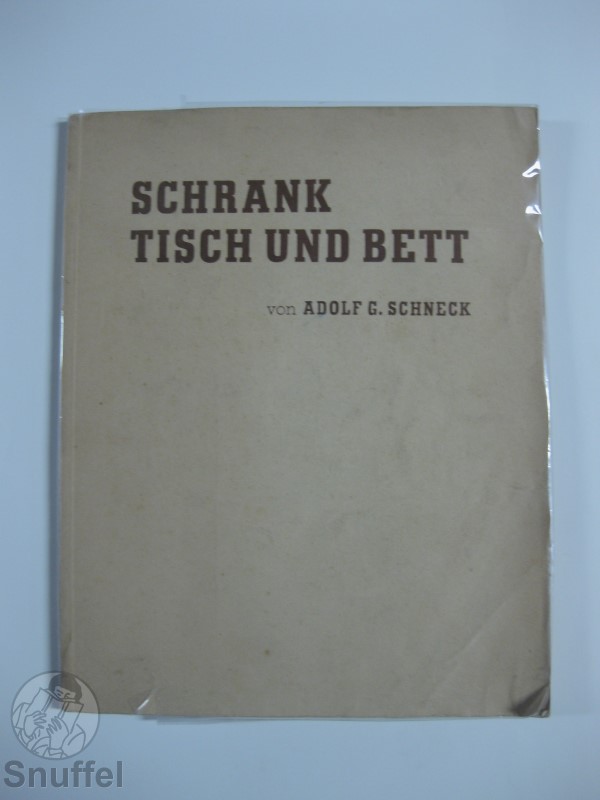 SCHRANK
TISCH UND BETT
von ADOLF G. SCHNECK
Snuffel